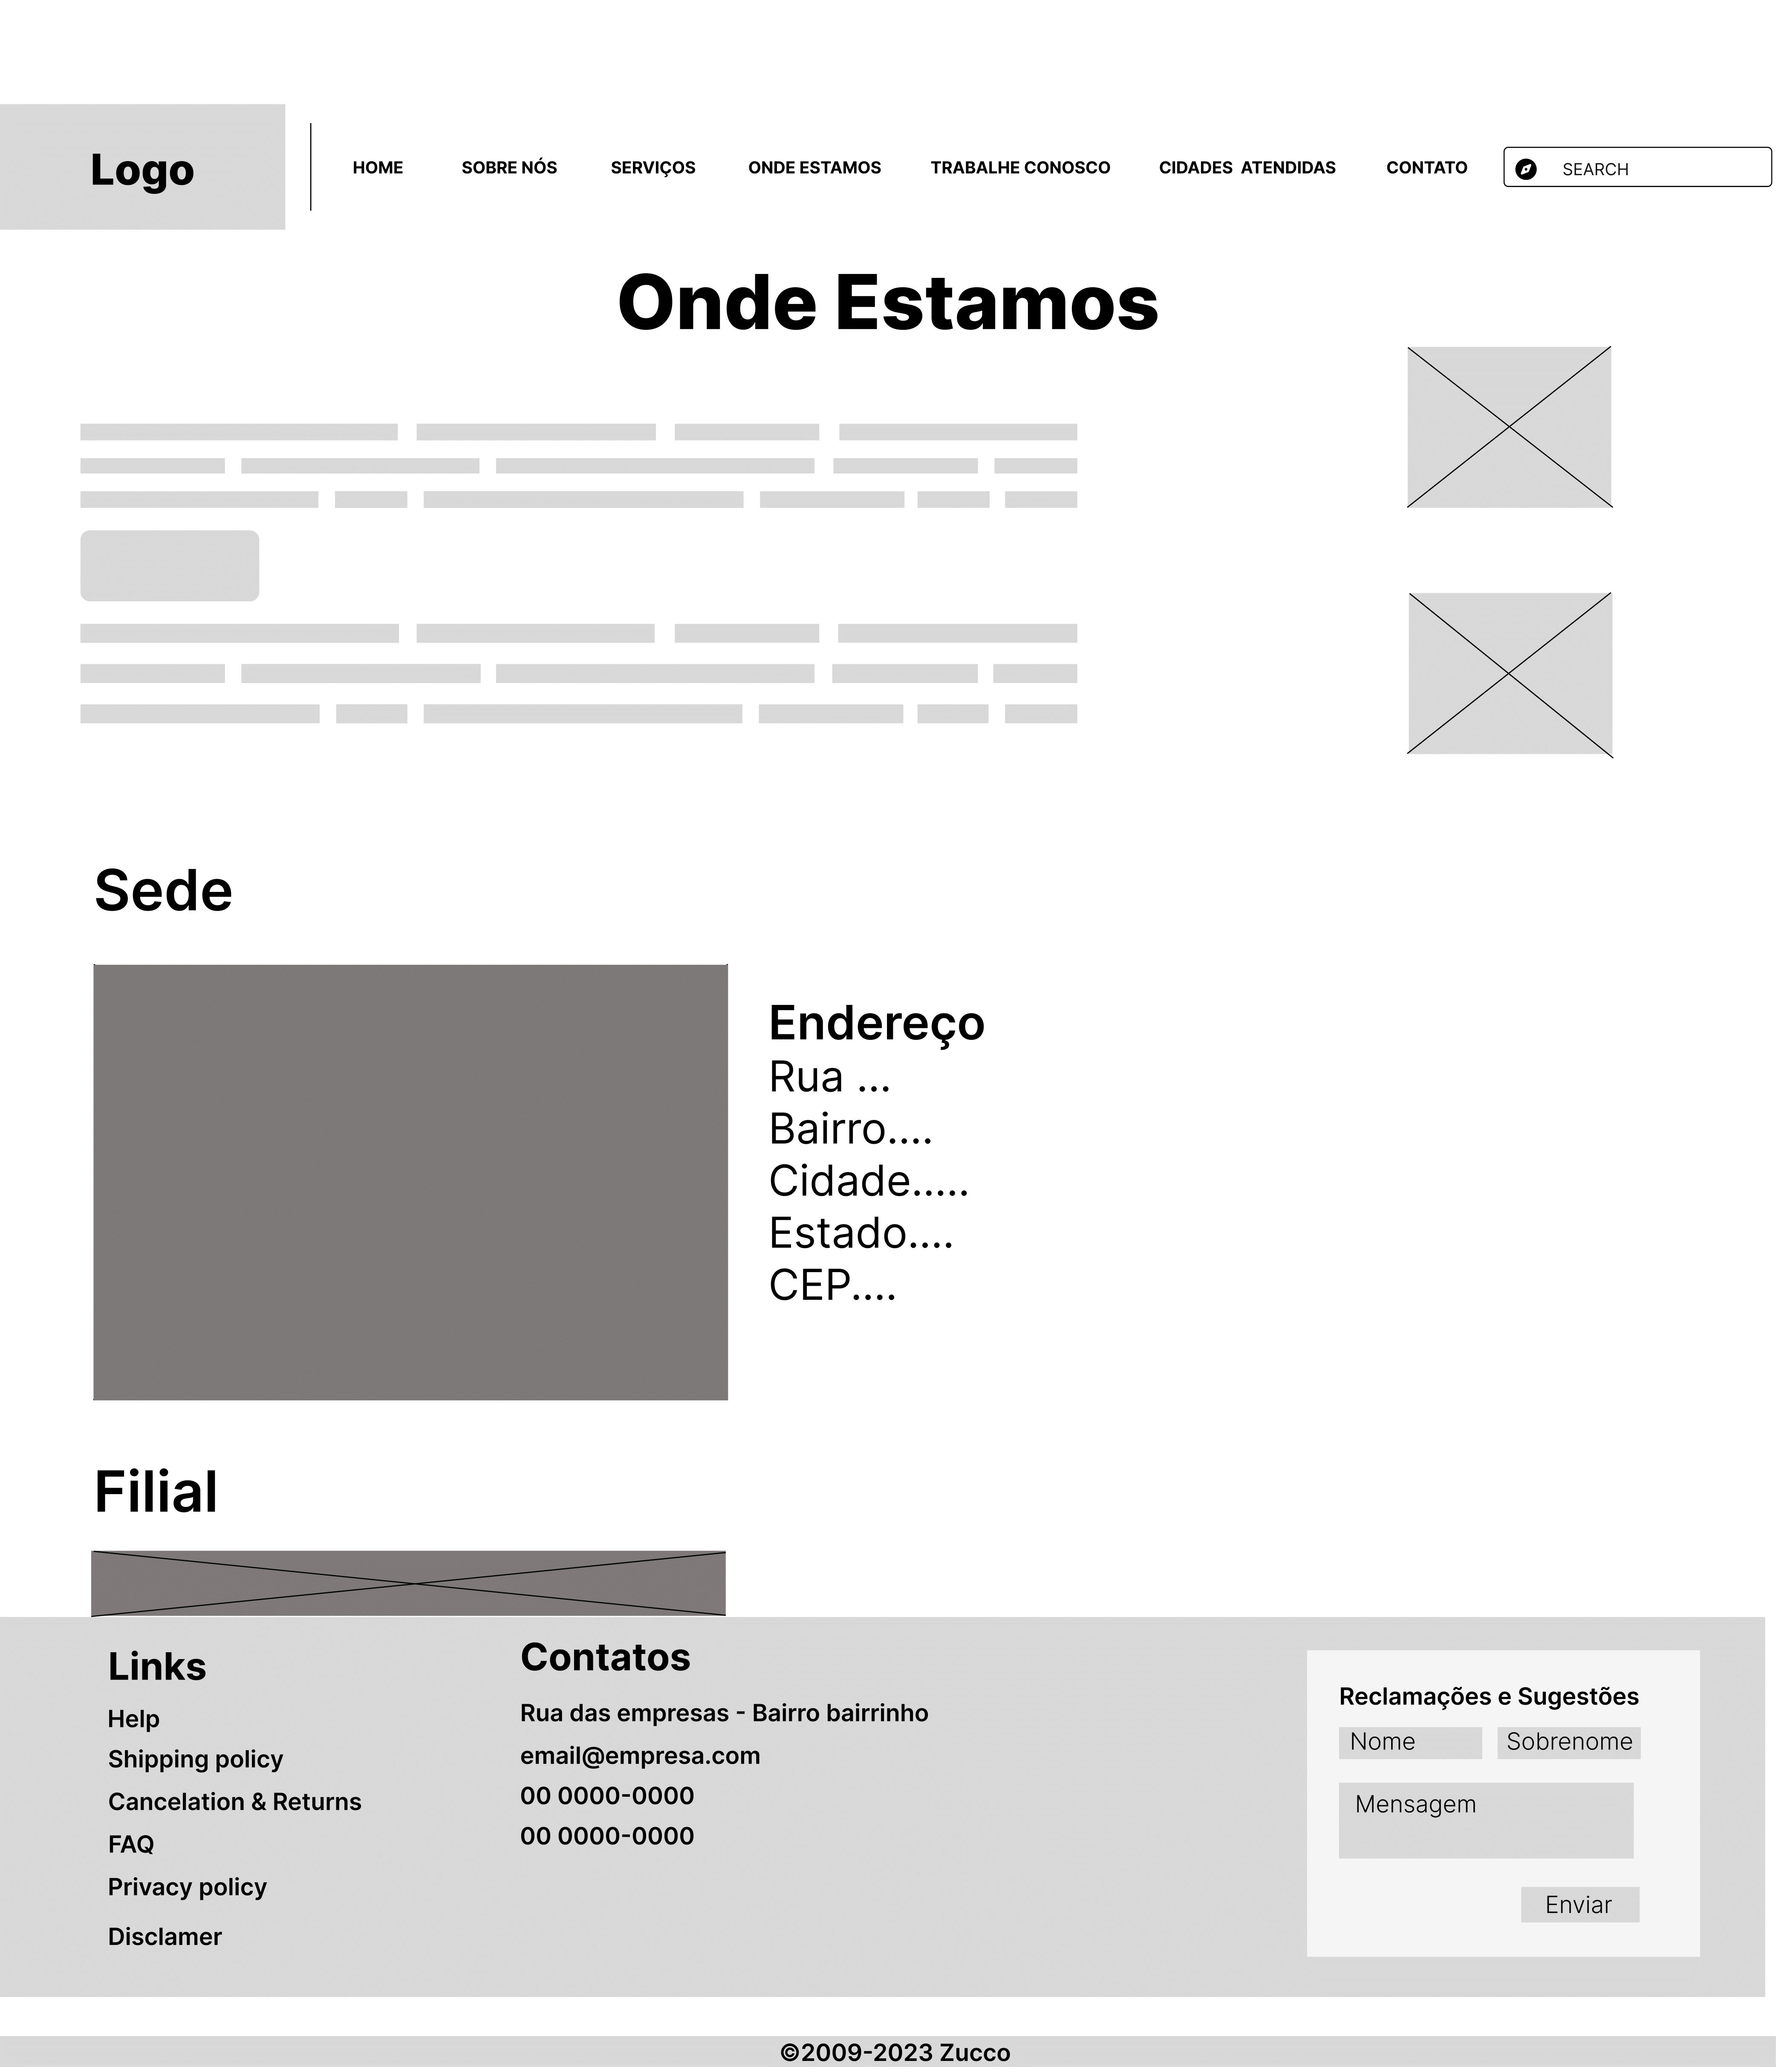 Logo
HOME SOBRE NÓS SERVIÇOS ONDE ESTAMOS TRABALHE CONOSCO CIDADES ATENDIDAS CONTATO SEARCH
Onde Estamos
Sede
Endereço
Rua ...
Bairro....
Cidade.....
Estado....
CEP....
Filial
Links
Help
Shipping policy
Cancelation & Returns
FAQ
Privacy policy
Disclamer
Contatos
Rua das empresas - Bairro bairrinho
email@empresa.com
00 0000-0000
00 0000-0000
Reclamações e Sugestões
Nome Sobrenome
Mensagem
Enviar
©2009-2023 Zucco